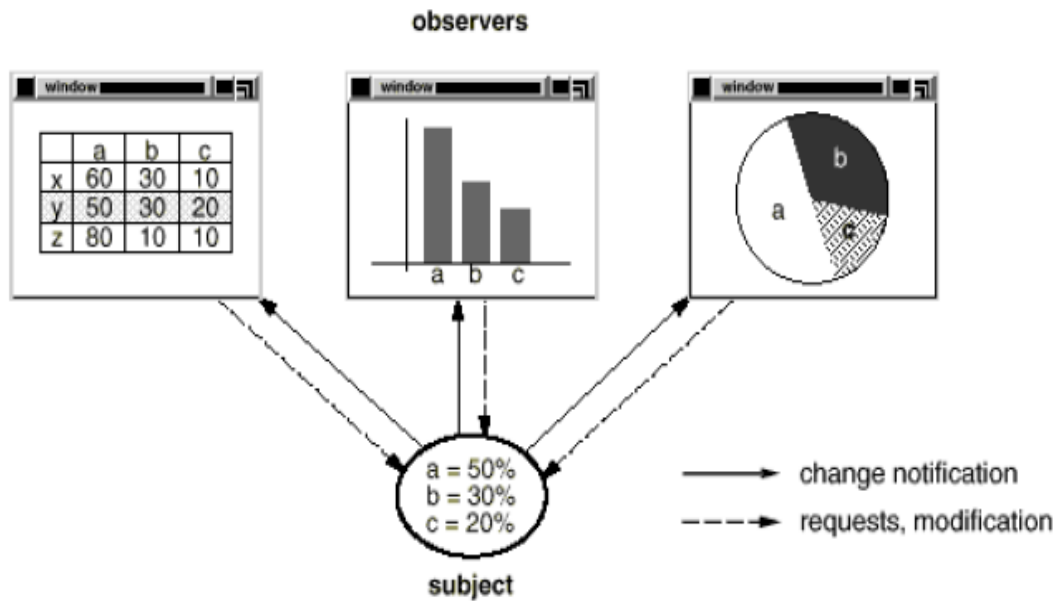 observers
window
a b c
x 60 30 10
y 50 30 20
z 80 10 10
window
a b c
window
b
a
c
a = 50%
b = 30%
c = 20%
subject
change notification
requests, modification